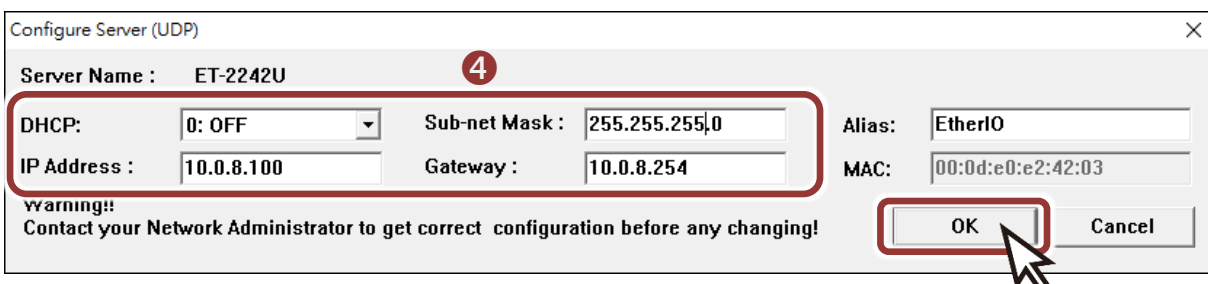 Configure Server (UDP)
Server Name : ET-2242U
4
DHCP: 0: OFF Sub-net Mask : 255.255.255.0 Alias: EtherIO
IP Address : 10.0.8.100 Gateway : 10.0.8.254 MAC: 00:0d:e0:e2:42:03
Warning!!
Contact your Network Administrator to get correct configuration before any changing!
OK Cancel